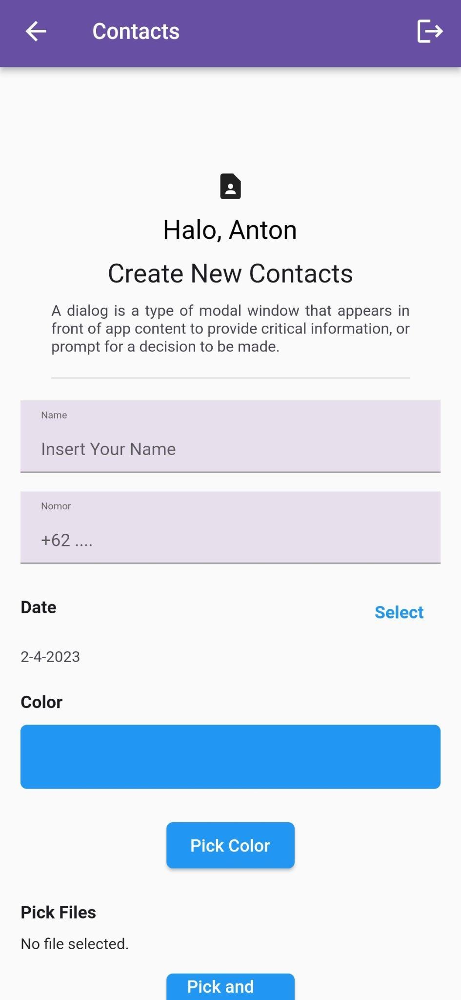 Contacts
Halo, Anton
Create New Contacts
A dialog is a type of modal window that appears in
front of app content to provide critical information, or
prompt for a decision to be made.
Name
Insert Your Name
Nomor
+62 ....
Date
Select
2-4-2023
Color
Pick Color
Pick Files
No file selected.
Pick and